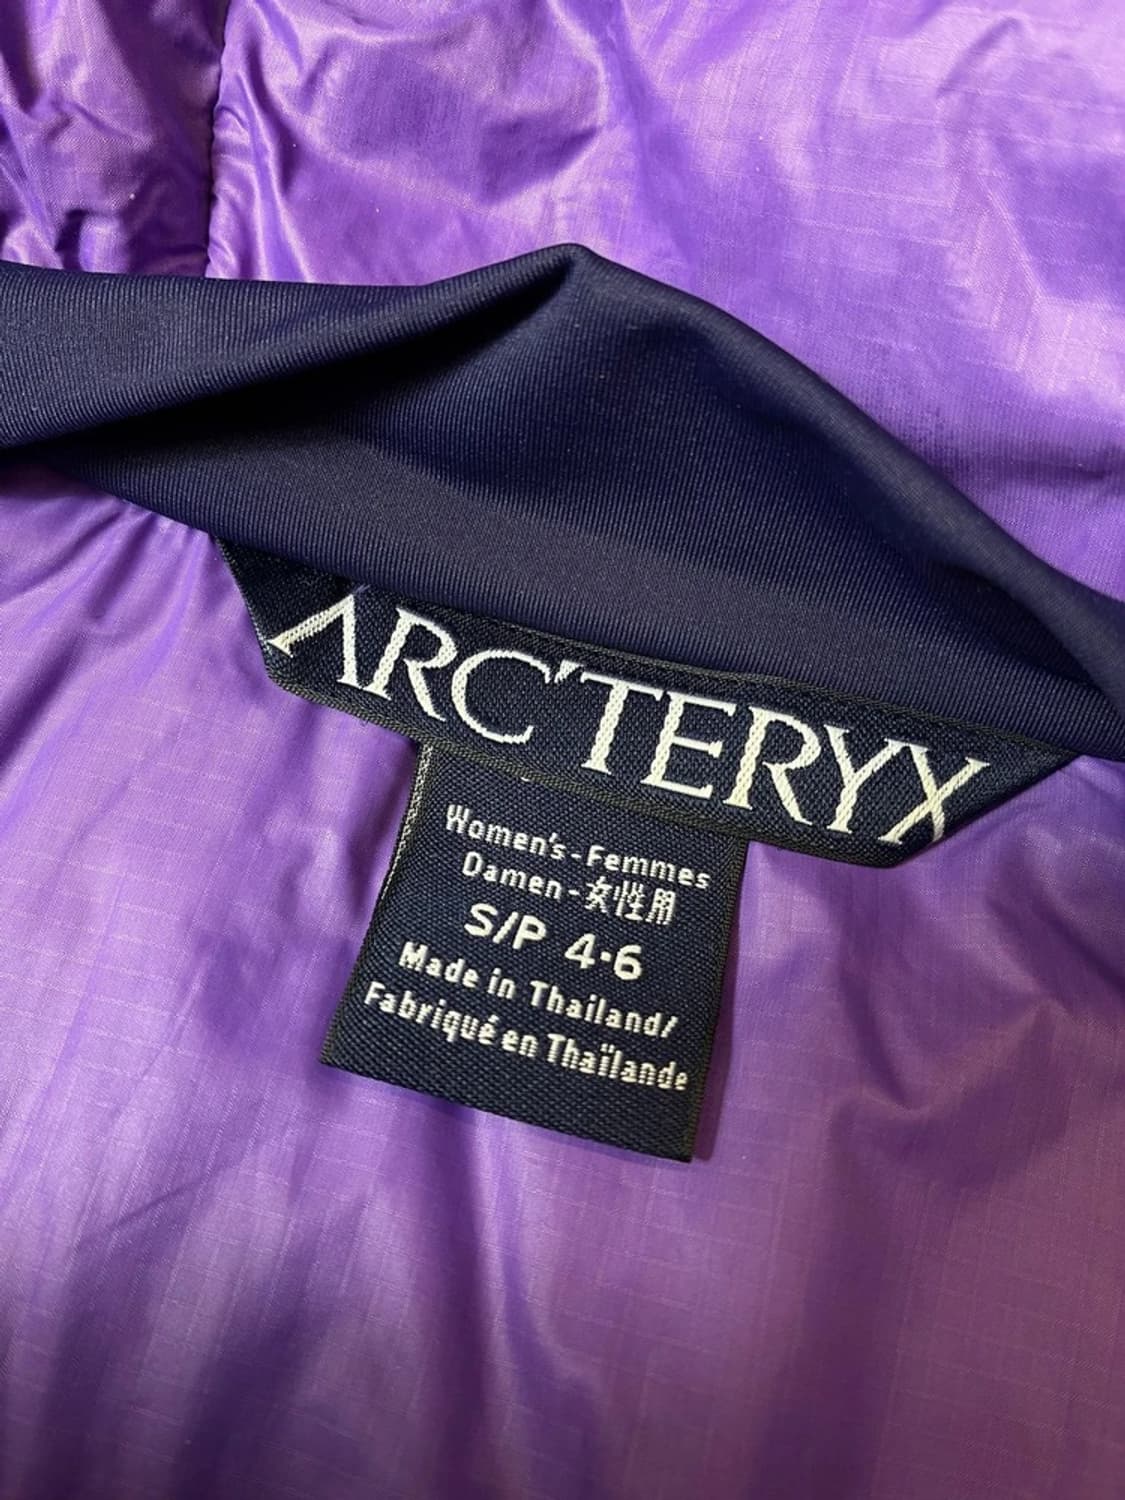 ARC'TERYX
Women's-Femmes
Damen-女性用
S/P 4-6
Made in Thailand/
Fabriqué en Thaïlande